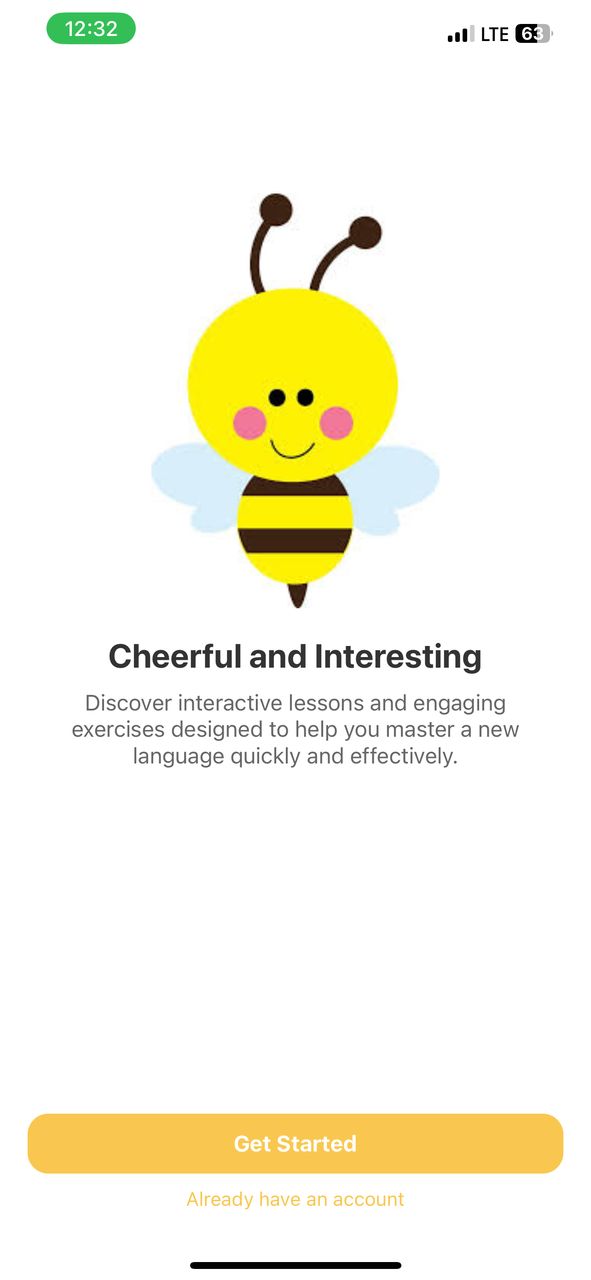 12:32
LTE 63
Cheerful and Interesting
Discover interactive lessons and engaging
exercises designed to help you master a new
language quickly and effectively.
Get Started
Already have an account